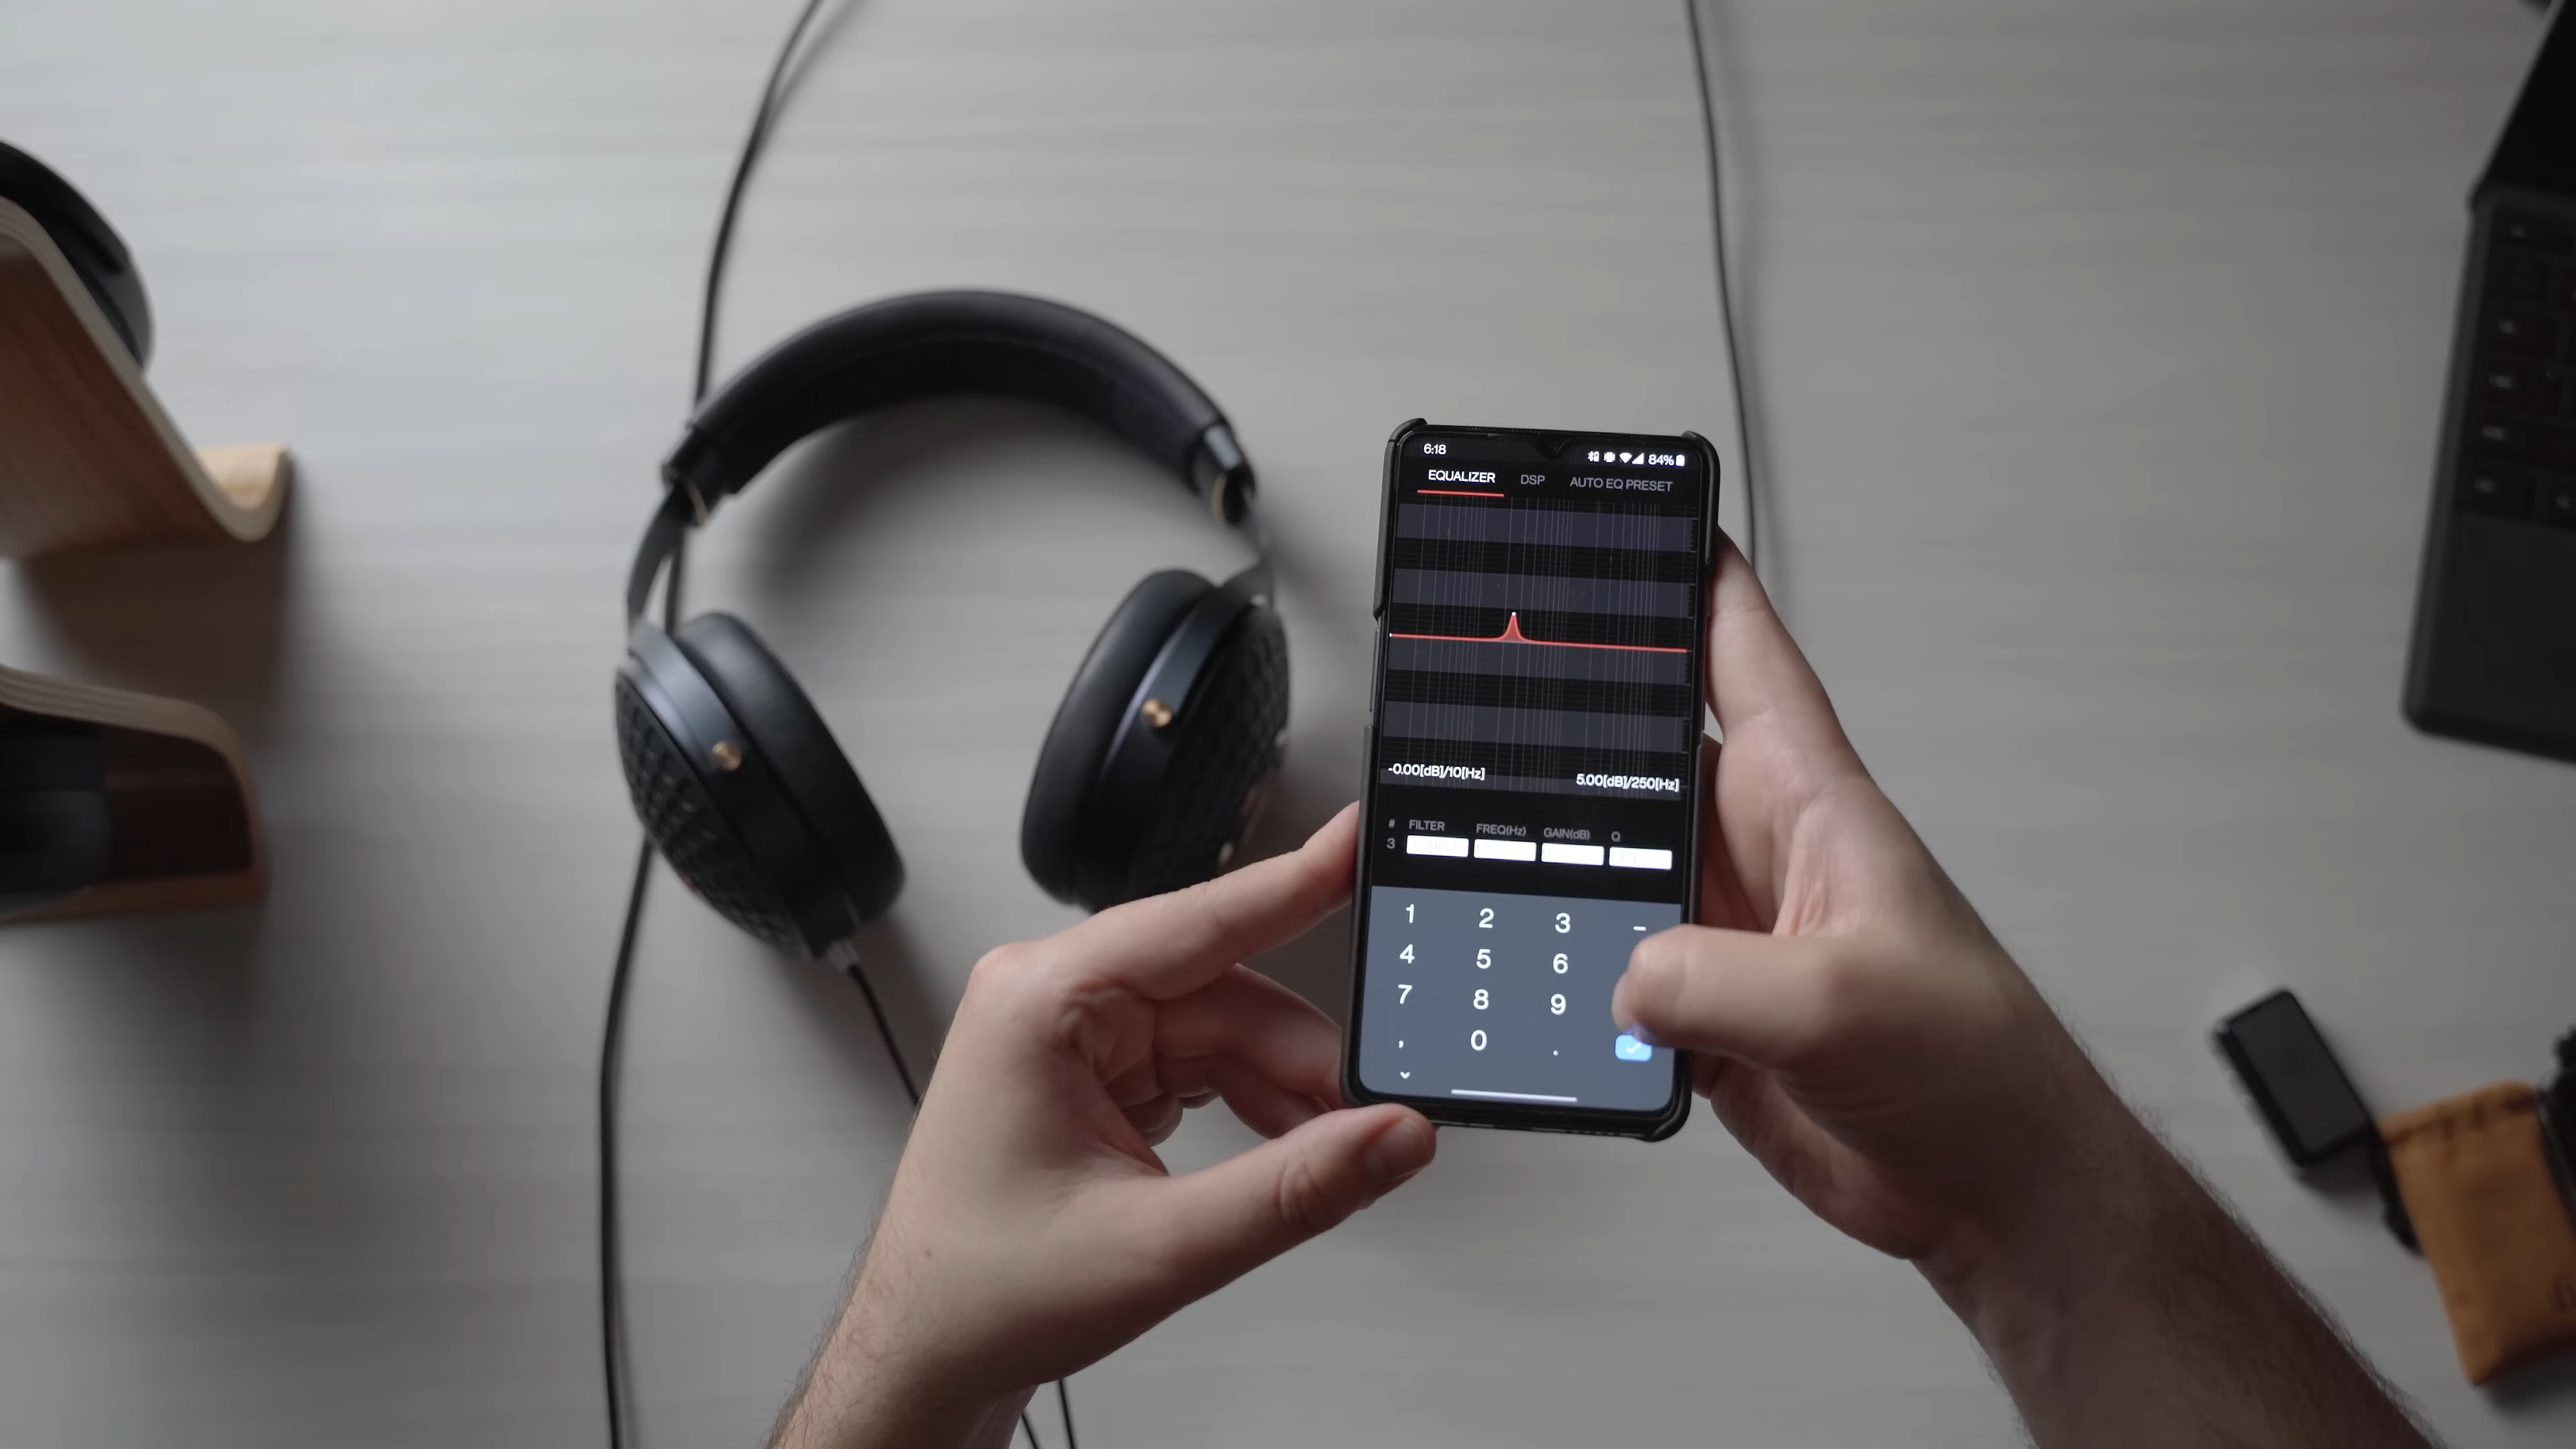 6:18 84%
EQUALIZER DSP AUTO EQ PRESET
-0.00[dB]/10[Hz] 5.00[dB]/250[Hz]
# FILTER FREQ(Hz) GAIN(dB) Q
3
1 2 3 -
4 5 6
7 8 9
, 0 .